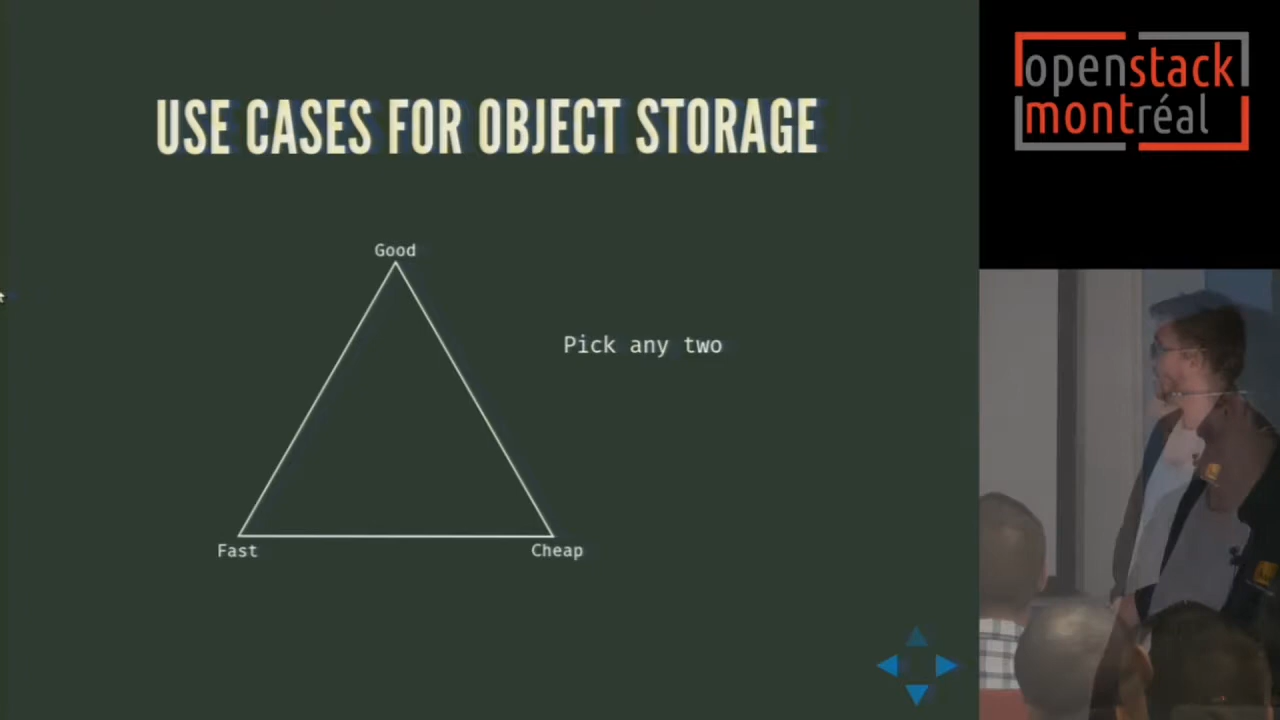 USE CASES FOR OBJECT STORAGE
Good
Pick any two
Fast
Cheap
openstack
montréal